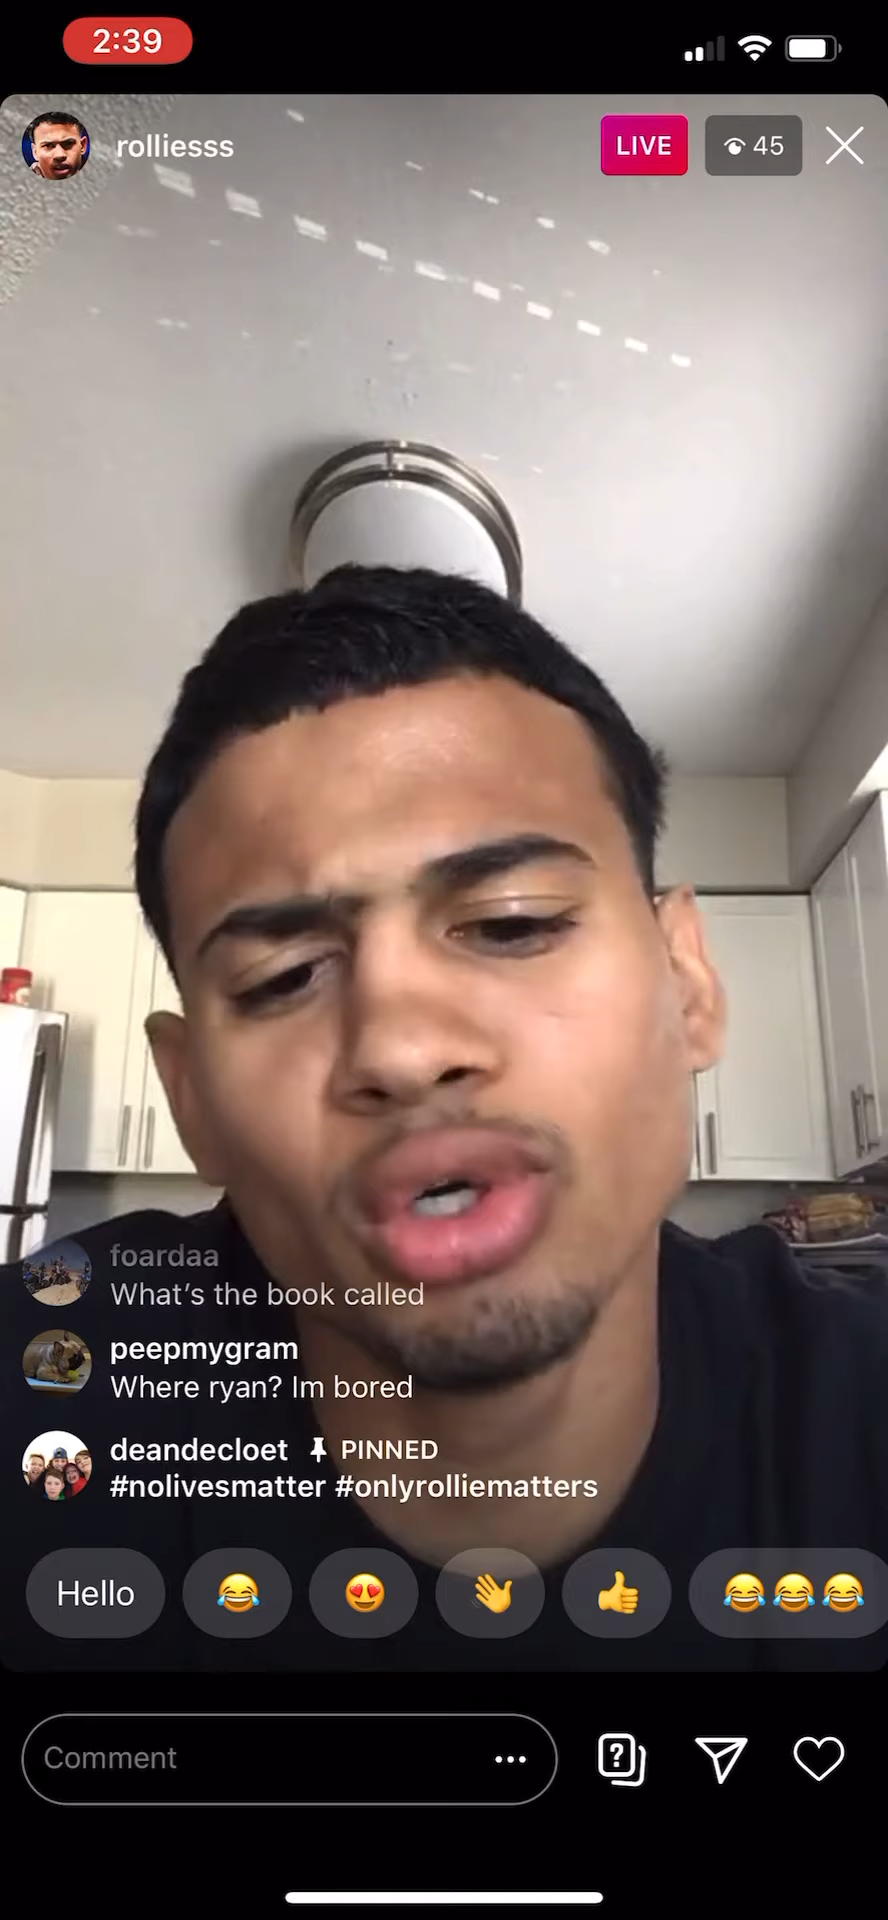 2:39
rolliesss
LIVE
45
foardaa
What's the book called
peepmygram
Where ryan? Im bored
deandecloet PINNED
#nolivesmatter #onlyrolliematters
Hello
Comment